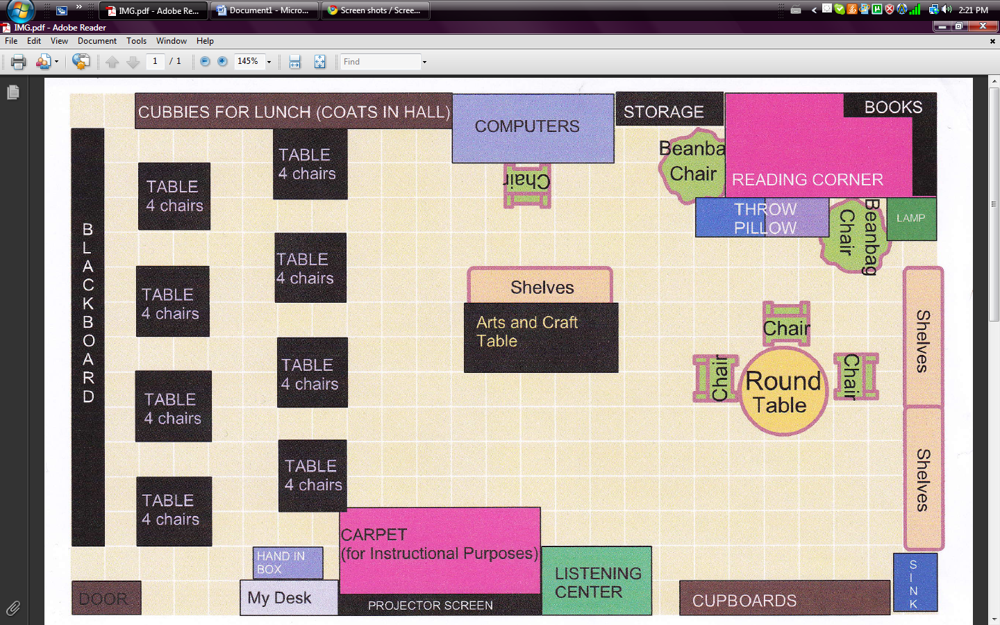 IMG.pdf - Adobe Re...
Document1 - Micro...
Screen shots / Scree...
2:21 PM
IMG.pdf - Adobe Reader
File Edit View Document Tools Window Help
1 / 1
145%
Find
CUBBIES FOR LUNCH (COATS IN HALL)
COMPUTERS
STORAGE
BOOKS
READING CORNER
Beanba
Chair
Chair
THROW
PILLOW
Beanbag
Chair
LAMP
BLACKBOARD
TABLE
4 chairs
TABLE
4 chairs
TABLE
4 chairs
TABLE
4 chairs
TABLE
4 chairs
TABLE
4 chairs
TABLE
4 chairs
TABLE
4 chairs
Shelves
Arts and Craft
Table
Chair
Chair
Chair
Round
Table
Shelves
Shelves
CARPET
(for Instructional Purposes)
HAND IN
BOX
My Desk
DOOR
PROJECTOR SCREEN
LISTENING
CENTER
CUPBOARDS
SINK